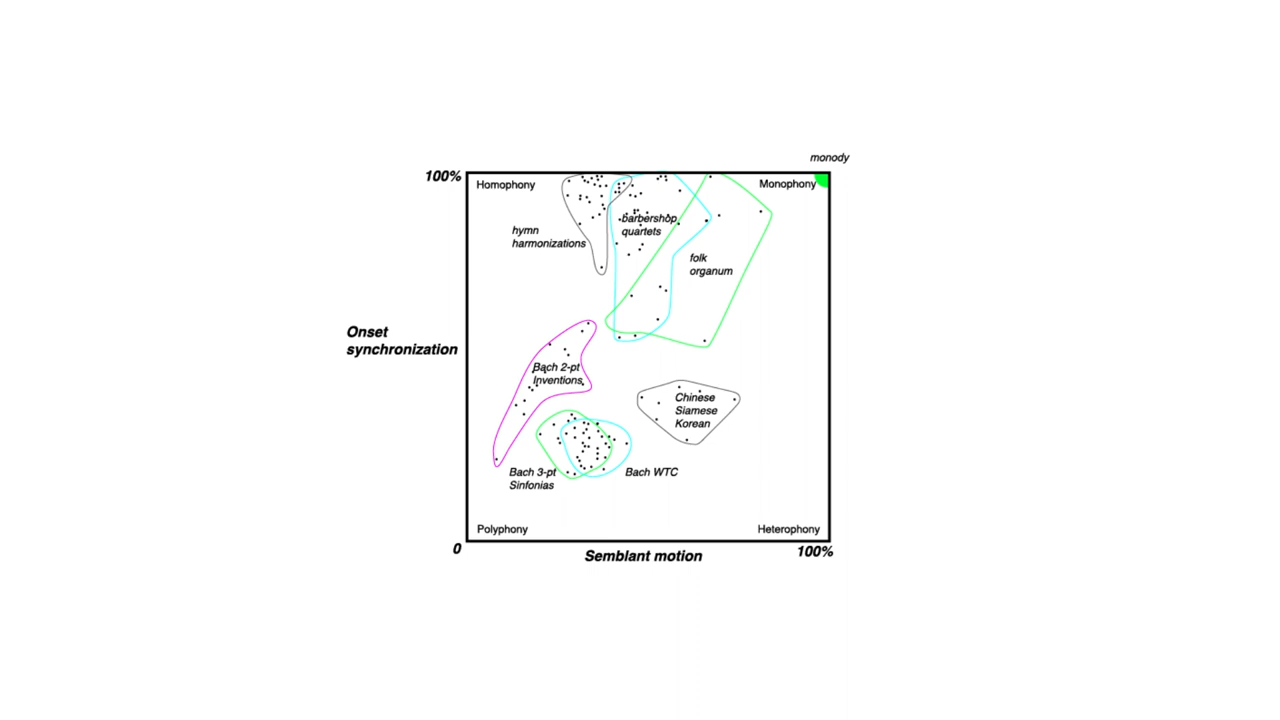 monody
100%
Homophony
Monophony
hymn
harmonizations
barbershop
quartets
folk
organum
Onset
synchronization
Bach 2-pt
Inventions
Chinese
Siamese
Korean
Bach 3-pt
Sinfonias
Bach WTC
Polyphony
Heterophony
0
Semblant motion
100%